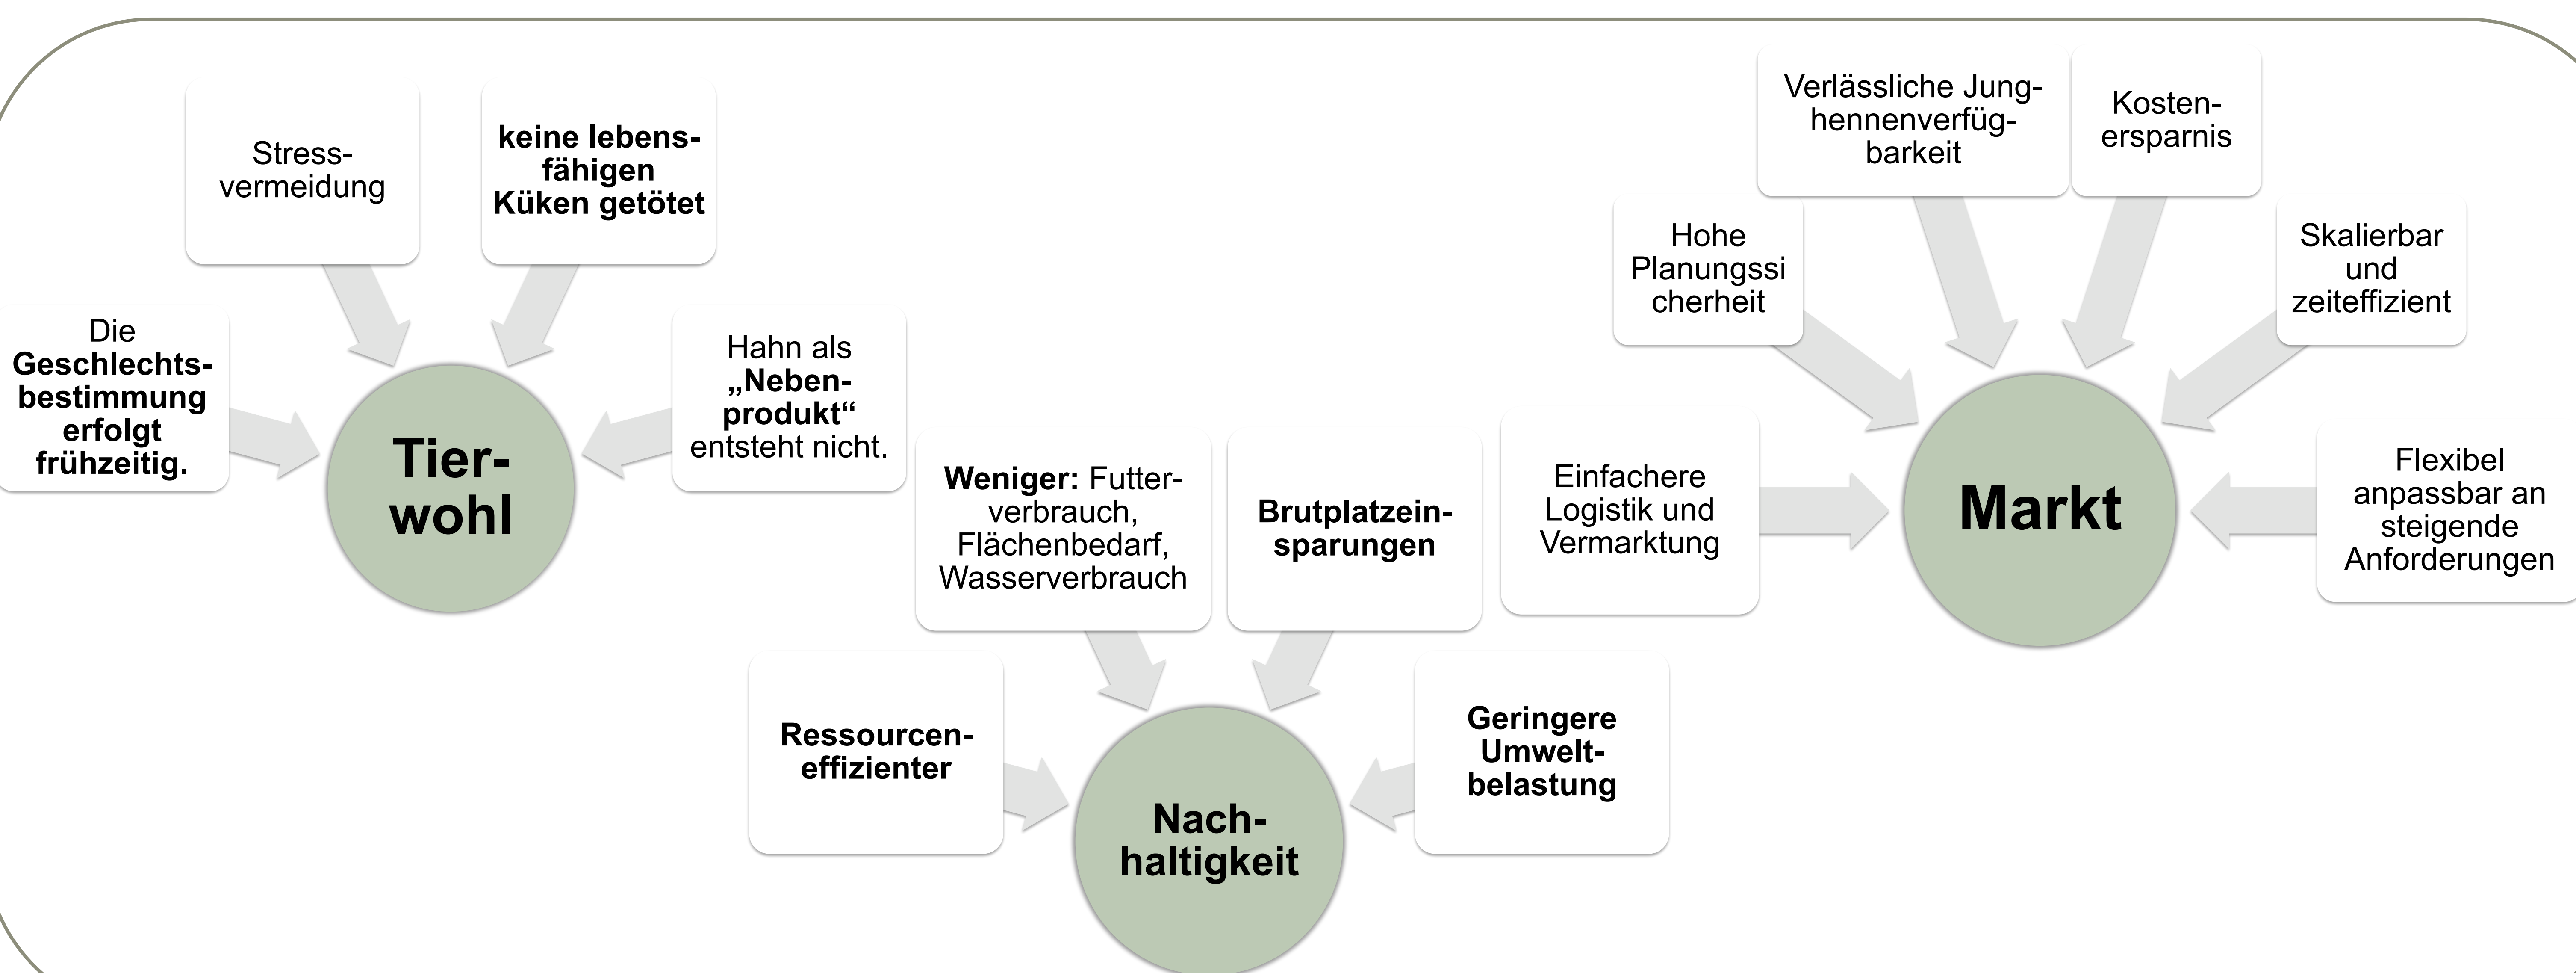 Stress-
vermeidung
keine lebens-
fähigen
Küken getötet
Die
Geschlechts-
bestimmung
erfolgt
frühzeitig.
Hahn als
„Neben-
produkt“
entsteht nicht.
Tier-
wohl
Weniger: Futter-
verbrauch,
Flächenbedarf,
Wasserverbrauch
Brutplatzein-
sparungen
Ressourcen-
effizienter
Geringere
Umwelt-
belastung
Nach-
haltigkeit
Verlässliche Jung-
hennenverfüg-
barkeit
Kosten-
ersparnis
Hohe
Planungssi
cherheit
Skalierbar
und
zeiteffizient
Einfachere
Logistik und
Vermarktung
Flexibel
anpassbar an
steigende
Anforderungen
Markt